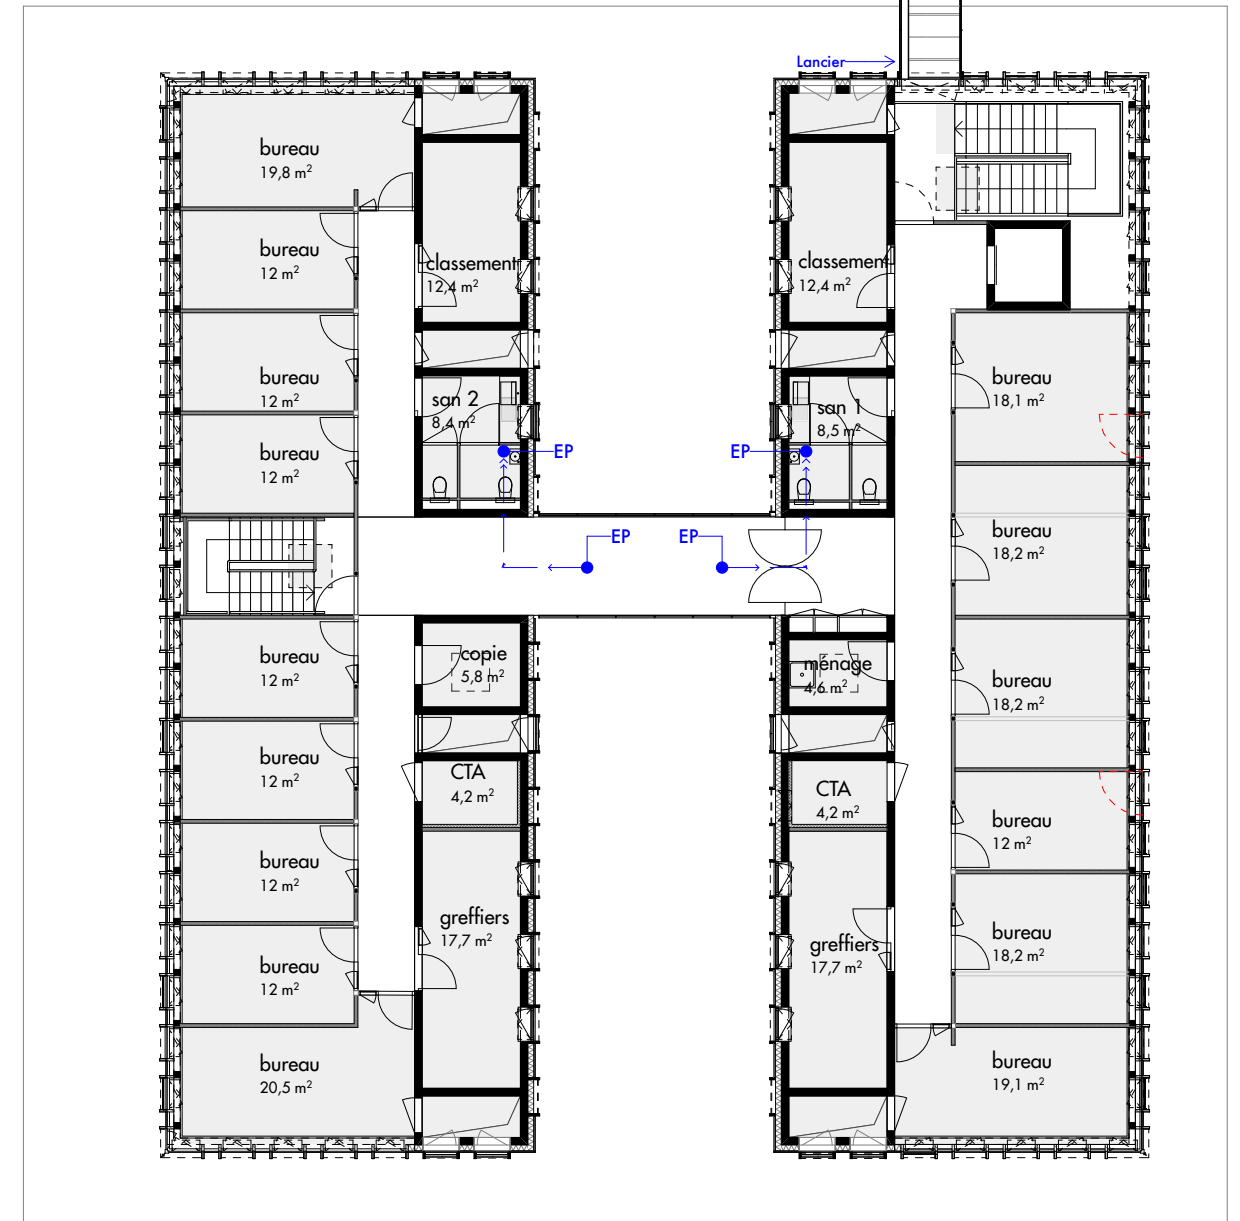 Lancier
bureau
19,8 m²
bureau
12 m²
classement
12,4 m²
classement
12,4 m²
bureau
12 m²
bureau
18,1 m²
san 2
8,4 m²
san 1
8,5 m²
bureau
12 m²
EP
EP
EP
EP
bureau
18,2 m²
bureau
12 m²
copie
5,8 m²
ménage
4,6 m²
bureau
18,2 m²
bureau
12 m²
CTA
4,2 m²
CTA
4,2 m²
bureau
12 m²
bureau
12 m²
greffiers
17,7 m²
greffiers
17,7 m²
bureau
18,2 m²
bureau
12 m²
bureau
20,5 m²
bureau
19,1 m²